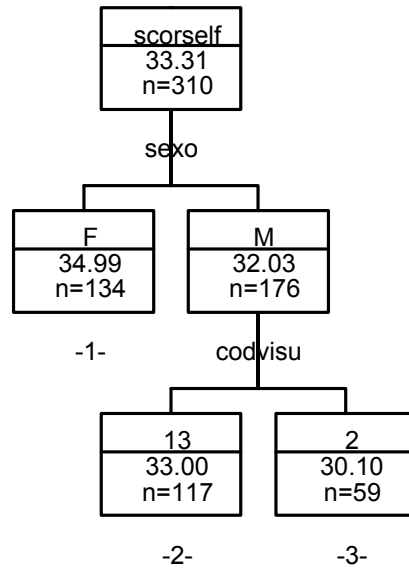 scorself
33.31
n=310
sexo
F
34.99
n=134
M
32.03
n=176
-1-
codvisu
13
33.00
n=117
2
30.10
n=59
-2-
-3-